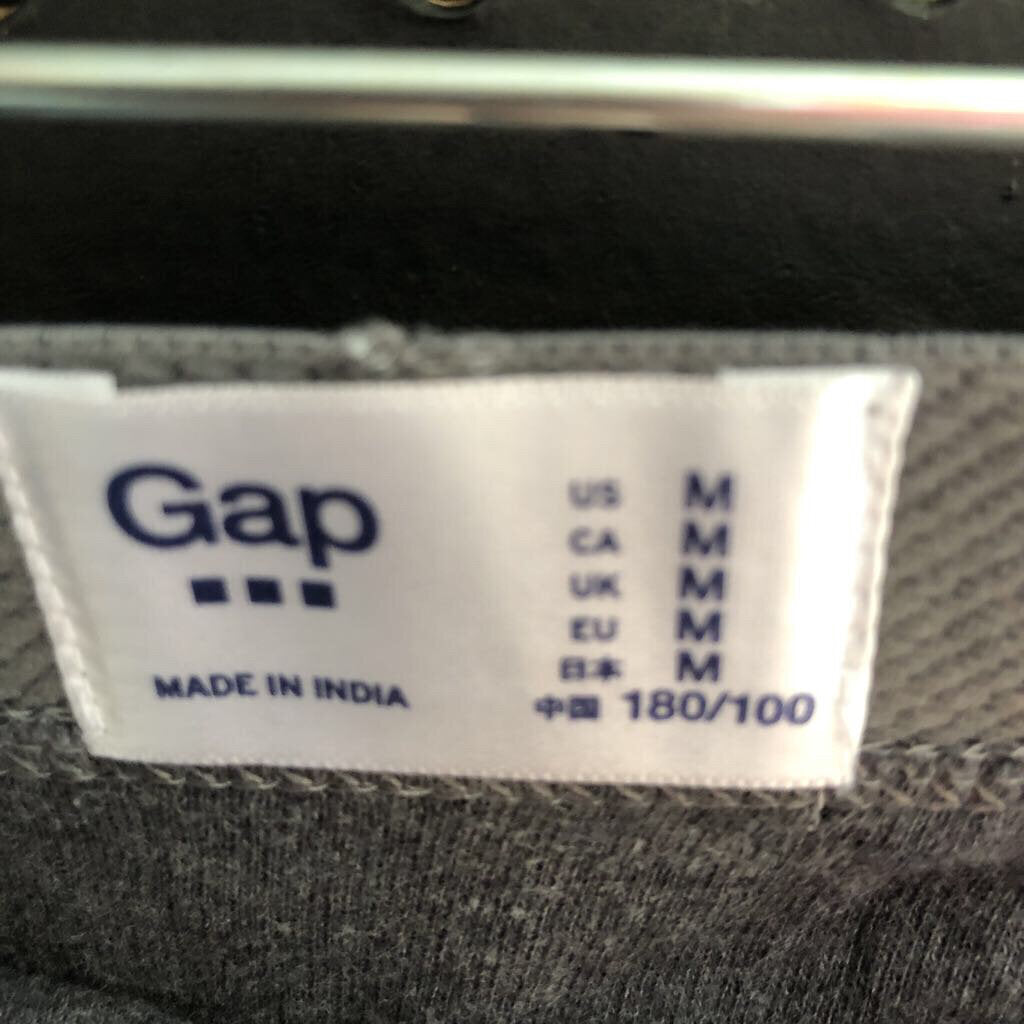 Gap
MADE IN INDIA
US M
CA M
UK M
EU M
日本 M
中国 180/100